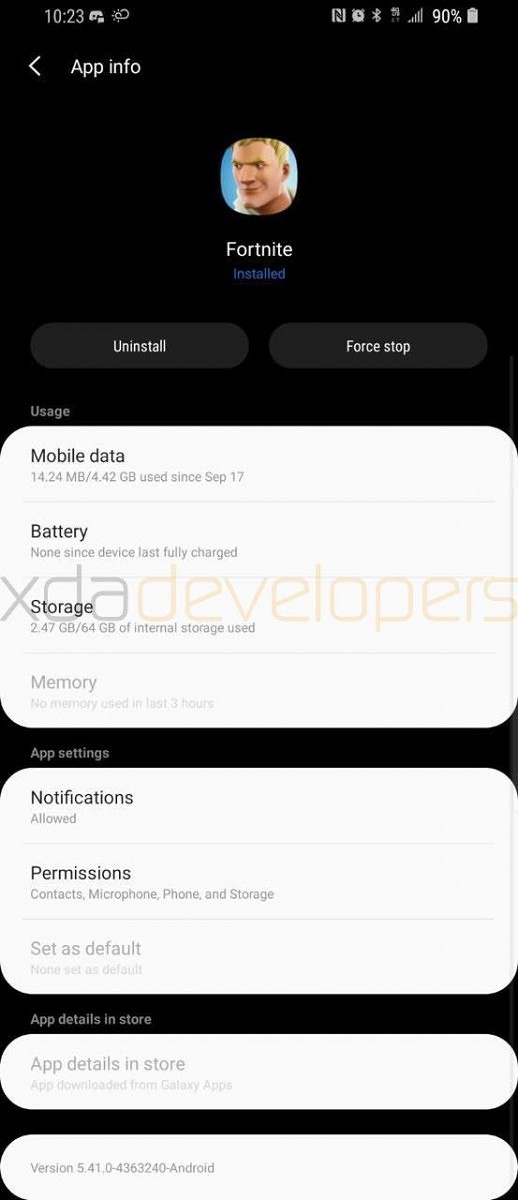 10:23 90%
App info
Fortnite
Installed
Uninstall Force stop
Usage
Mobile data
14.24 MB/4.42 GB used since Sep 17
Battery
None since device last fully charged
xdadevelopers
Storage
2.47 GB/64 GB of internal storage used
Memory
No memory used in last 3 hours
App settings
Notifications
Allowed
Permissions
Contacts, Microphone, Phone, and Storage
Set as default
None set as default
App details in store
App details in store
App downloaded from Galaxy Apps
Version 5.41.0-4363240-Android